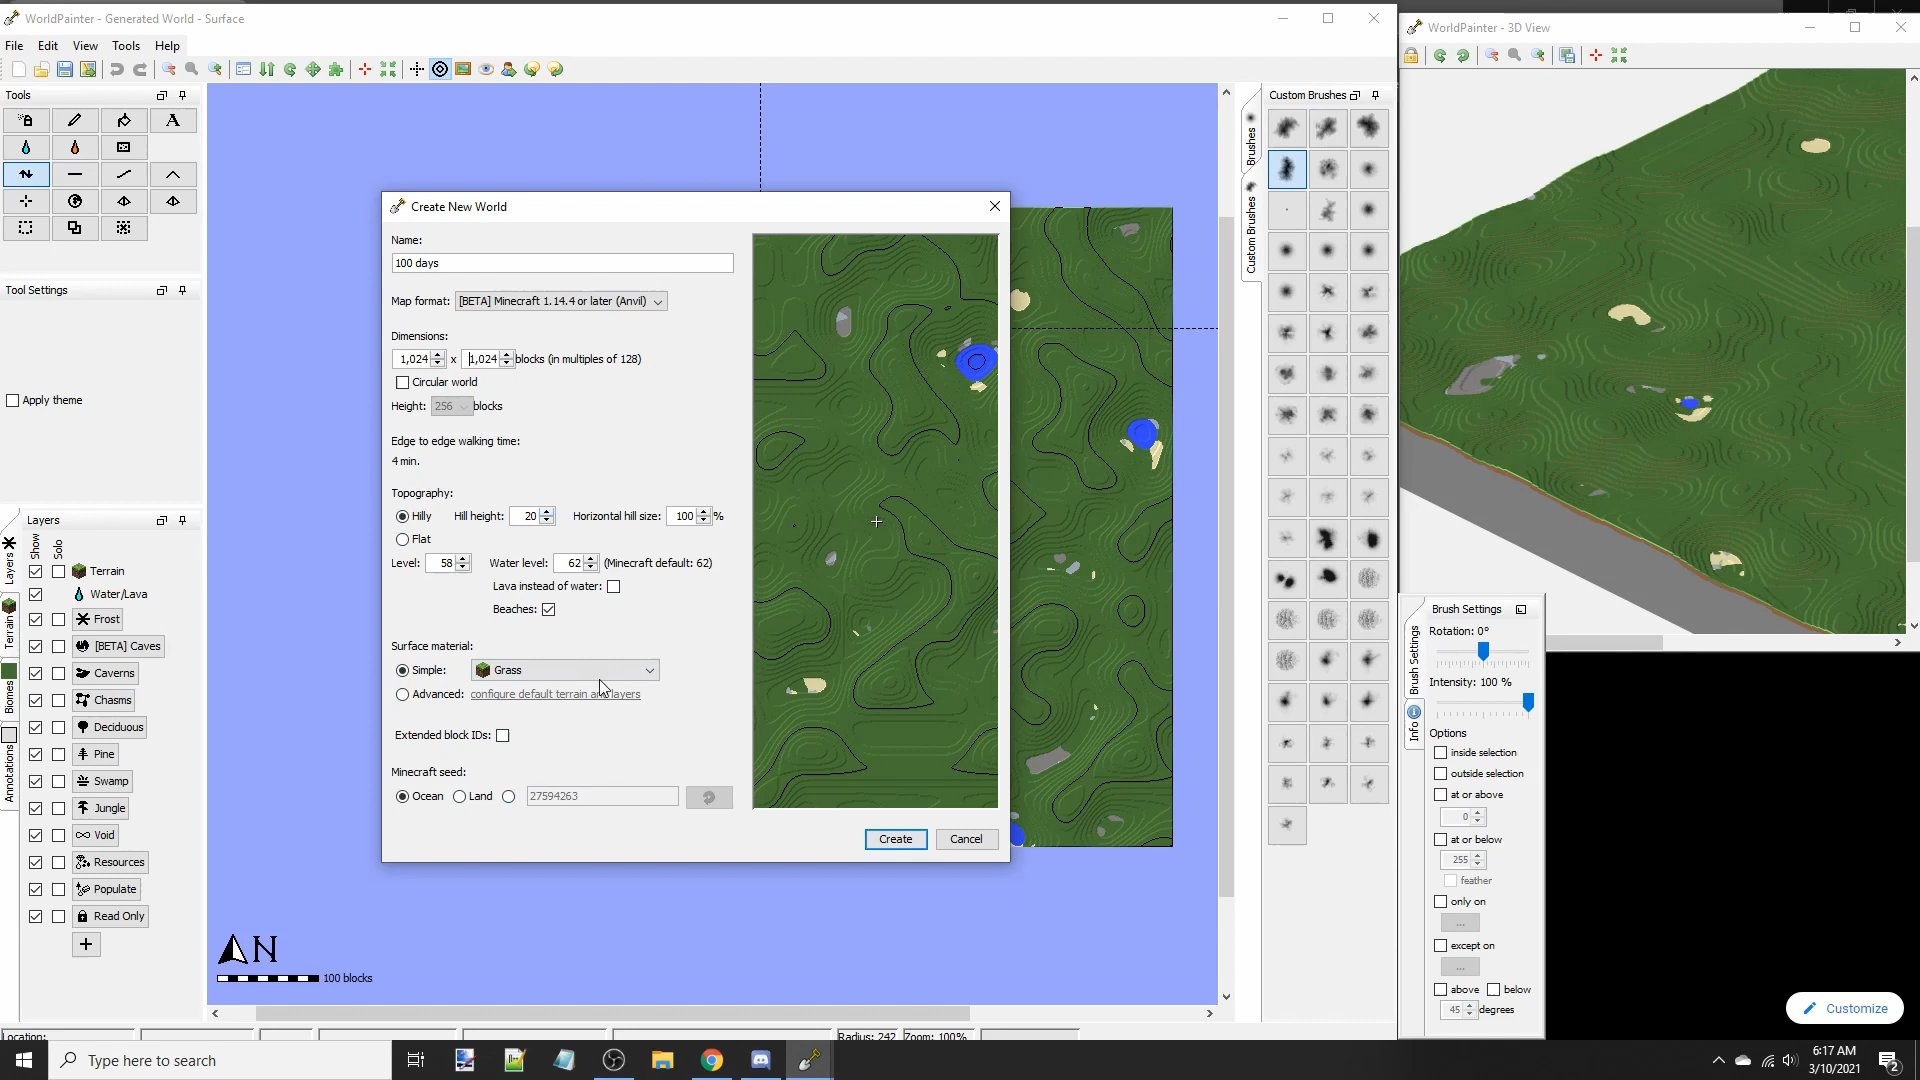 WorldPainter - Generated World - Surface
File Edit View Tools Help
Tools
A
Tool Settings
Apply theme
Layers
Show
Solo
Terrain
Water/Lava
Frost
[BETA] Caves
Caverns
Chasms
Deciduous
Pine
Swamp
Jungle
Void
Resources
Populate
Read Only
+
Layers
Terrain
Biomes
Annotations
Create New World
Name:
100 days
Map format: [BETA] Minecraft 1.14.4 or later (Anvil)
Dimensions:
1,024 x 1,024 blocks (in multiples of 128)
Circular world
Height: 256 blocks
Edge to edge walking time:
4 min.
Topography:
Hilly Hill height: 20 Horizontal hill size: 100 %
Flat
Level: 58 Water level: 62 (Minecraft default: 62)
Lava instead of water:
Beaches:
Surface material:
Simple: Grass
Advanced: configure default terrain and layers
Extended block IDs:
Minecraft seed:
Ocean Land 27594263
Create Cancel
N
100 blocks
Location:
Radius: 242 Zoom: 100%
Brushes
Custom Brushes
Custom Brushes
WorldPainter - 3D View
Brush Settings
Info
Brush Settings
Rotation: 0°
Intensity: 100 %
Options
inside selection
outside selection
at or above
0
at or below
255
feather
only on
...
except on
...
above below
45 degrees
Customize
Type here to search
6:17 AM
3/10/2021
2